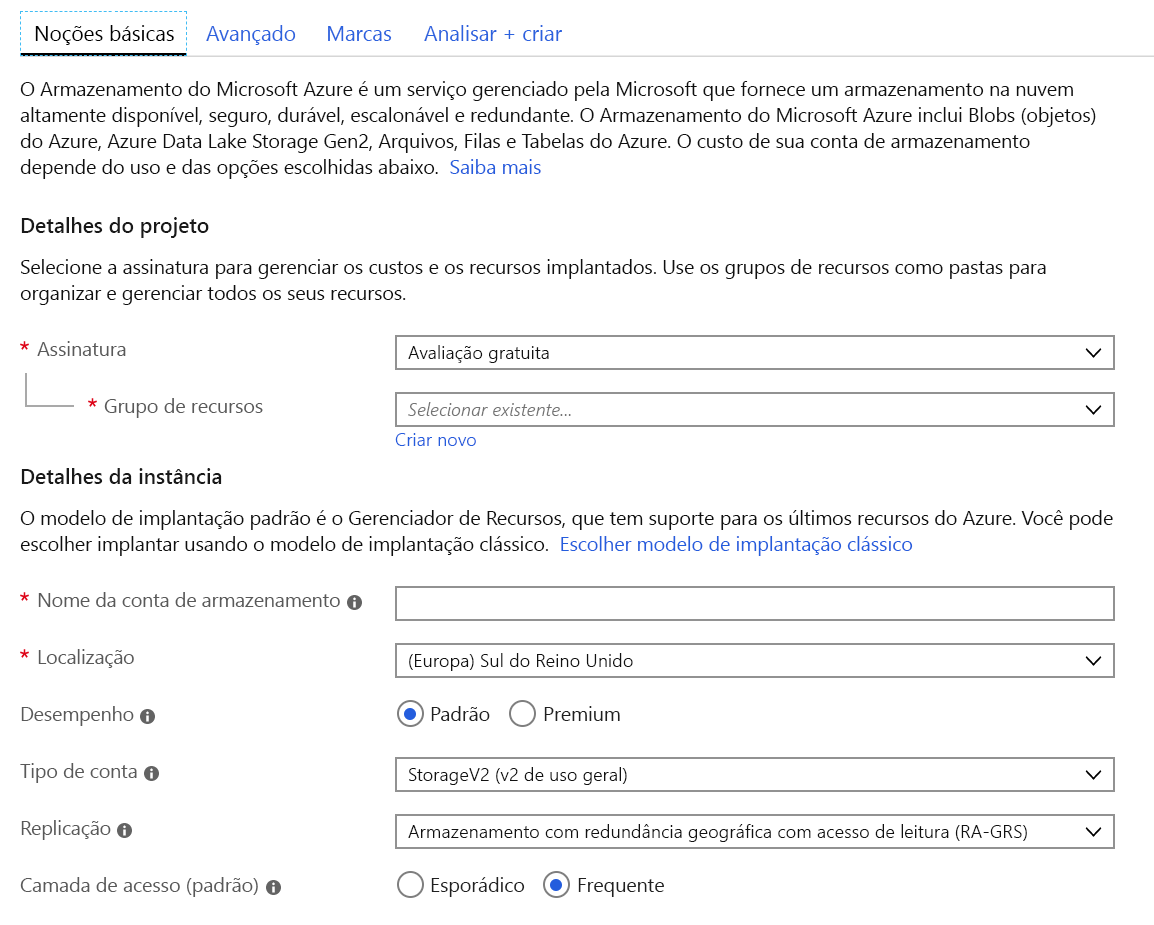 Noções básicas Avançado Marcas Analisar + criar
O Armazenamento do Microsoft Azure é um serviço gerenciado pela Microsoft que fornece um armazenamento na nuvem
altamente disponível, seguro, durável, escalonável e redundante. O Armazenamento do Microsoft Azure inclui Blobs (objetos)
do Azure, Azure Data Lake Storage Gen2, Arquivos, Filas e Tabelas do Azure. O custo de sua conta de armazenamento
depende do uso e das opções escolhidas abaixo. Saiba mais
Detalhes do projeto
Selecione a assinatura para gerenciar os custos e os recursos implantados. Use os grupos de recursos como pastas para
organizar e gerenciar todos os seus recursos.
* Assinatura Avaliação gratuita
* Grupo de recursos Selecionar existente...
Criar novo
Detalhes da instância
O modelo de implantação padrão é o Gerenciador de Recursos, que tem suporte para os últimos recursos do Azure. Você pode
escolher implantar usando o modelo de implantação clássico. Escolher modelo de implantação clássico
* Nome da conta de armazenamento
* Localização (Europa) Sul do Reino Unido
Desempenho Padrão Premium
Tipo de conta StorageV2 (v2 de uso geral)
Replicação Armazenamento com redundância geográfica com acesso de leitura (RA-GRS)
Camada de acesso (padrão) Esporádico Frequente